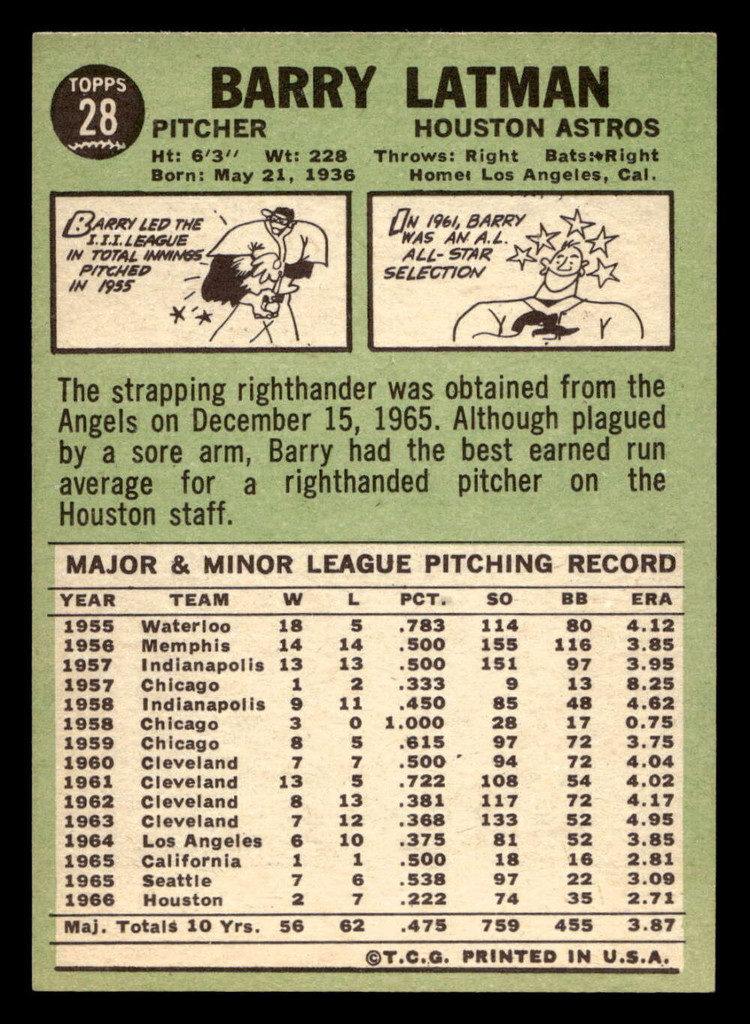 TOPPS
28
BARRY LATMAN
PITCHER HOUSTON ASTROS
Ht: 6'3" Wt: 228 Throws: Right Bats: Right
Born: May 21, 1936 Home: Los Angeles, Cal.
BARRY LED THE
I.I.I. LEAGUE
IN TOTAL INNINGS
PITCHED
IN 1955
IN 1961, BARRY
WAS AN A.L.
ALL-STAR
SELECTION
The strapping righthander was obtained from the
Angels on December 15, 1965. Although plagued
by a sore arm, Barry had the best earned run
average for a righthanded pitcher on the
Houston staff.
MAJOR & MINOR LEAGUE PITCHING RECORD
YEAR TEAM W L PCT. SO BB ERA
1955 Waterloo 18 5 .783 114 80 4.12
1956 Memphis 14 14 .500 155 116 3.85
1957 Indianapolis 13 13 .500 151 97 3.95
1957 Chicago 1 2 .333 9 13 8.25
1958 Indianapolis 9 11 .450 85 48 4.62
1958 Chicago 3 0 1.000 28 17 0.75
1959 Chicago 8 5 .615 97 72 3.75
1960 Cleveland 7 7 .500 94 72 4.04
1961 Cleveland 13 5 .722 108 54 4.02
1962 Cleveland 8 13 .381 117 72 4.17
1963 Cleveland 7 12 .368 133 52 4.95
1964 Los Angeles 6 10 .375 81 52 3.85
1965 California 1 1 .500 18 16 2.81
1965 Seattle 7 6 .538 97 22 3.09
1966 Houston 2 7 .222 74 35 2.71
Maj. Totals 10 Yrs. 56 62 .475 759 455 3.87
©T.C.G. PRINTED IN U.S.A.